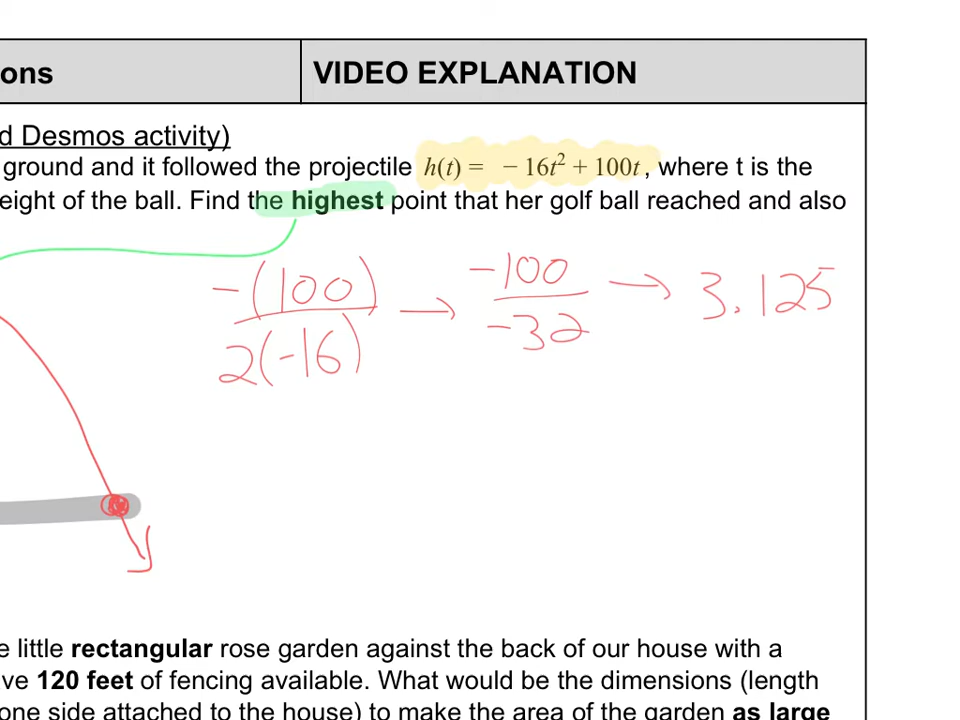 ons VIDEO EXPLANATION
d Desmos activity)
ground and it followed the projectile h(t) = − 16t² + 100t, where t is the
eight of the ball. Find the highest point that her golf ball reached and also
-(100) / 2(-16) → -100 / -32 → 3.125
e little rectangular rose garden against the back of our house with a
ve 120 feet of fencing available. What would be the dimensions (length
one side attached to the house) to make the area of the garden as large